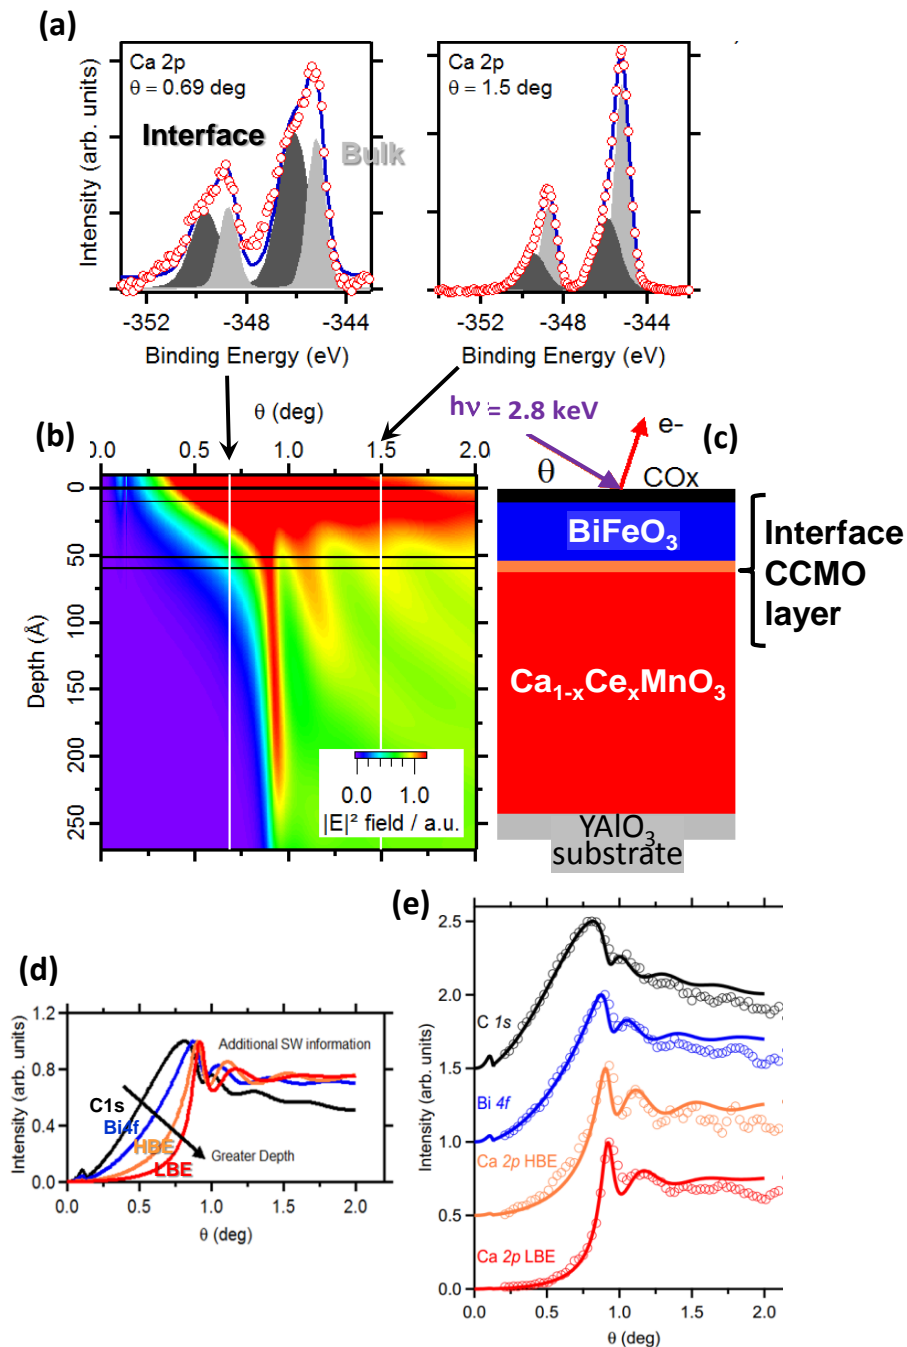 (a)
Ca 2p
θ = 0.69 deg
Interface
Bulk
Intensity (arb. units)
-352
-348
-344
Binding Energy (eV)
Ca 2p
θ = 1.5 deg
-352
-348
-344
Binding Energy (eV)
(b)
θ (deg)
0.0
0.5
1.0
1.5
2.0
0
50
100
150
200
250
Depth (Å)
0.0
1.0
|E|² field / a.u.
hν = 2.8 keV
e-
(c)
θ
COx
BiFeO₃
Interface
CCMO
layer
Ca₁₋ₓCeₓMnO₃
YAlO₃
substrate
(d)
1.2
0.8
0.4
0.0
Intensity (arb. units)
Additional SW information
C1s
Bi4f
HBE
LBE
Greater Depth
0.0
0.5
1.0
1.5
2.0
θ (deg)
(e)
2.5
2.0
1.5
1.0
0.5
0.0
Intensity (arb. units)
C 1s
Bi 4f
Ca 2p HBE
Ca 2p LBE
0.0
0.5
1.0
1.5
2.0
θ (deg)